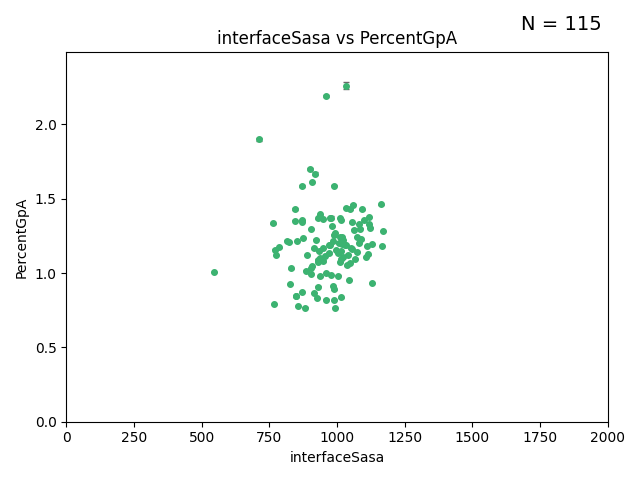 N = 115
interfaceSasa vs PercentGpA
PercentGpA
2.0
1.5
1.0
0.5
0.0
0 250 500 750 1000 1250 1500 1750 2000
interfaceSasa